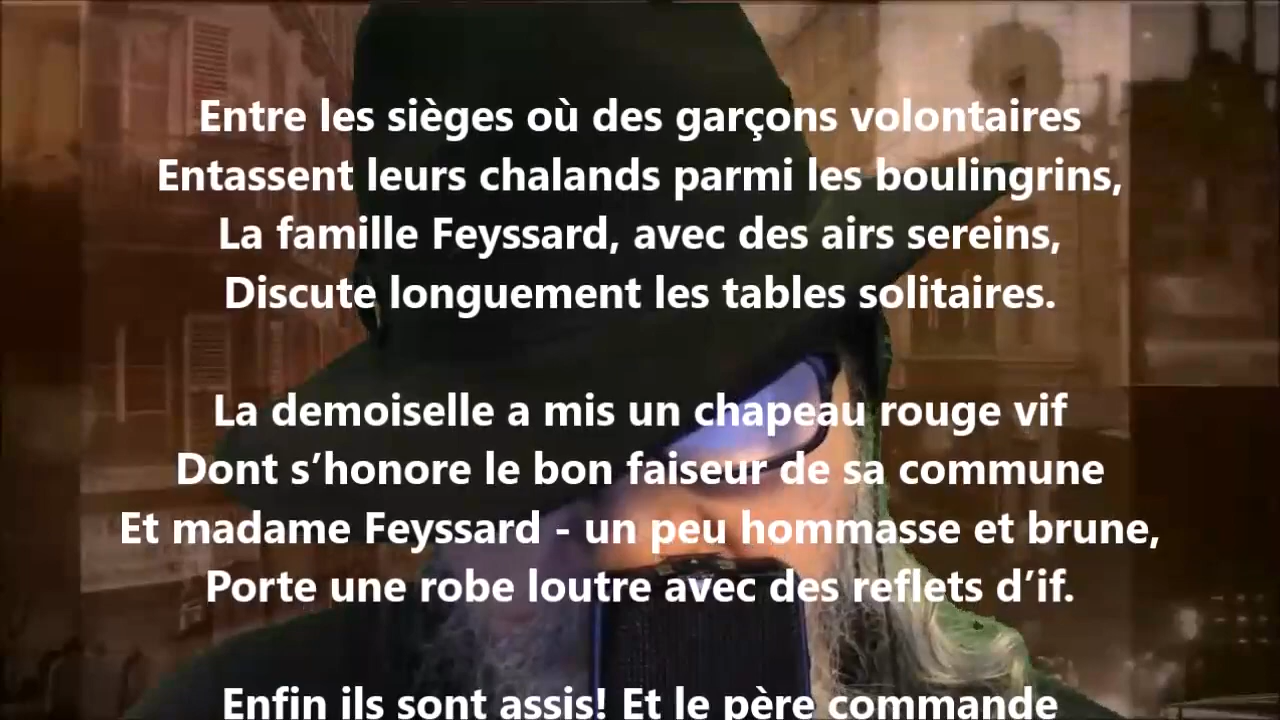 Entre les sièges où des garçons volontaires
Entassent leurs chalands parmi les boulingrins,
La famille Feyssard, avec des airs sereins,
Discute longuement les tables solitaires.
La demoiselle a mis un chapeau rouge vif
Dont s’honore le bon faiseur de sa commune
Et madame Feyssard - un peu hommasse et brune,
Porte une robe loutre avec des reflets d’if.
Enfin ils sont assis! Et le père commande